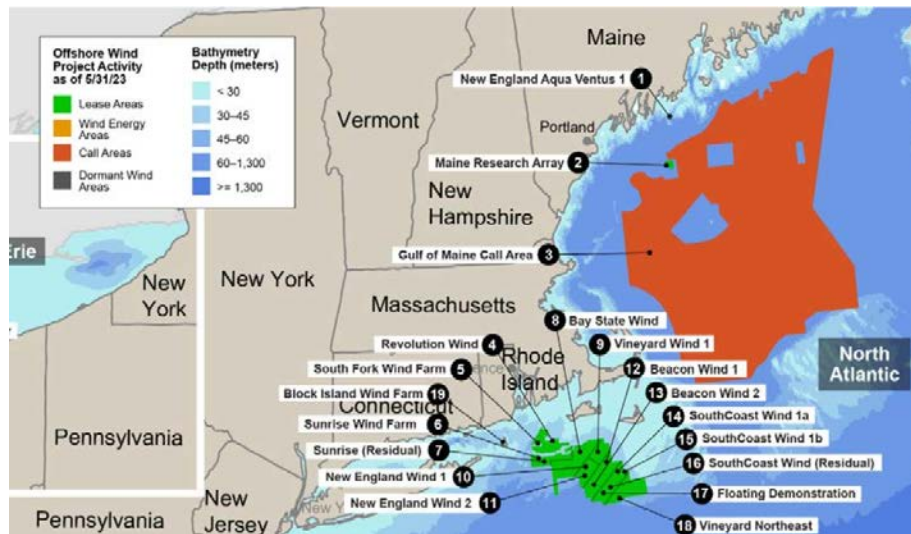 Offshore Wind
Project Activity
as of 5/31/23
Lease Areas
Wind Energy
Areas
Call Areas
Dormant Wind
Areas
Bathymetry
Depth (meters)
< 30
30–45
45–60
60–1,300
>= 1,300
Maine
New England Aqua Ventus 1
1
Vermont
Portland
Maine Research Array
2
New
Hampshire
Gulf of Maine Call Area
3
Erie
New
York
New York
Massachusetts
8
Bay State Wind
Revolution Wind
4
9
Vineyard Wind 1
South Fork Wind Farm
5
Rhode
Island
12
Beacon Wind 1
North
Atlantic
Block Island Wind Farm
19
13
Beacon Wind 2
Connecticut
Sunrise Wind Farm
6
14
SouthCoast Wind 1a
Pennsylvania
Sunrise (Residual)
7
15
SouthCoast Wind 1b
New England Wind 1
10
16
SouthCoast Wind (Residual)
New England Wind 2
11
17
Floating Demonstration
Pennsylvania
New
Jersey
New Y
18
Vineyard Northeast